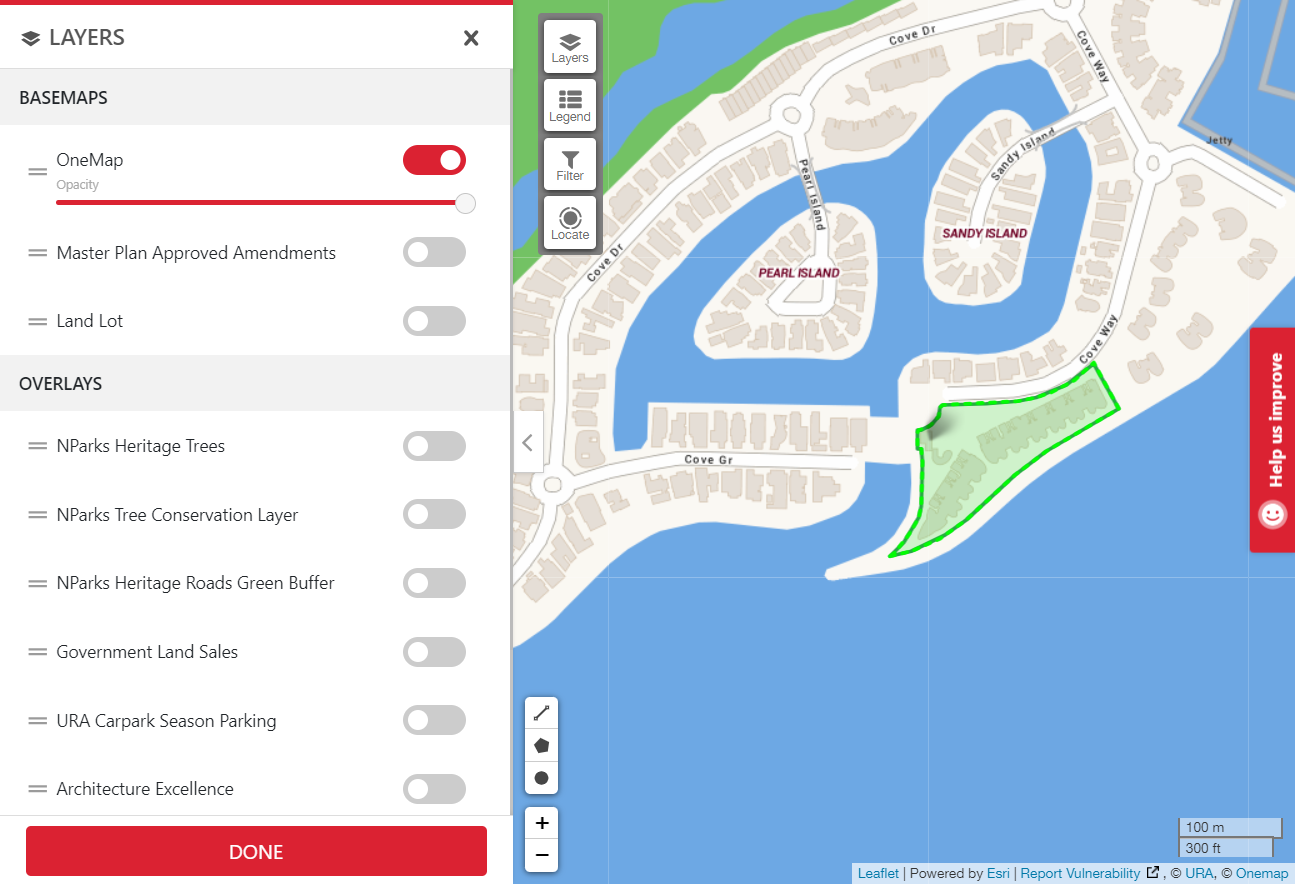 LAYERS
BASEMAPS
OneMap
Opacity
Master Plan Approved Amendments
Land Lot
OVERLAYS
NParks Heritage Trees
NParks Tree Conservation Layer
NParks Heritage Roads Green Buffer
Government Land Sales
URA Carpark Season Parking
Architecture Excellence
DONE
Layers
Legend
Filter
Locate
Cove Dr
Cove Way
Jetty
Sandy Island
Pearl Island
SANDY ISLAND
Cove Dr
PEARL ISLAND
Cove Way
Cove Gr
Help us improve
+
−
100 m
300 ft
Leaflet | Powered by Esri | Report Vulnerability , © URA, © Onemap